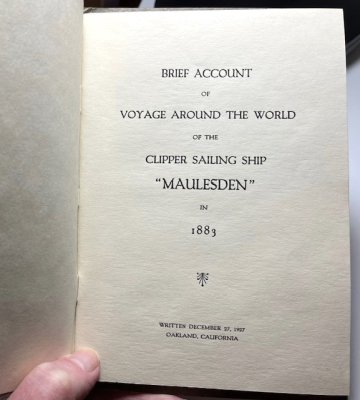 BRIEF ACCOUNT
OF
VOYAGE AROUND THE WORLD
OF THE
CLIPPER SAILING SHIP
"MAULESDEN"
IN
1883
WRITTEN DECEMBER 27, 1927
OAKLAND, CALIFORNIA